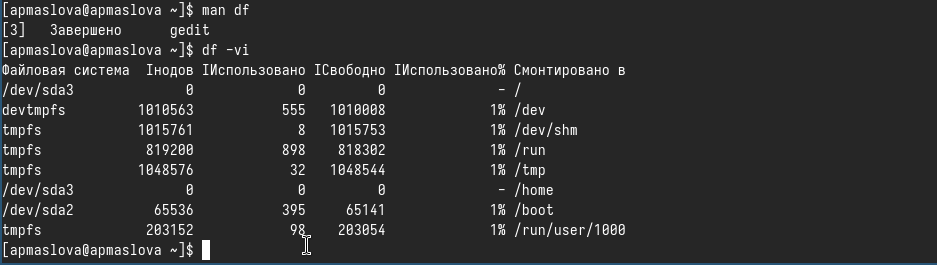 [apmaslova@apmaslova ~]$ man df
[3]   Завершено      gedit
[apmaslova@apmaslova ~]$ df -vi
Файловая система  Iнодов IИспользовано IСвободно IИспользовано% Смонтировано в
/dev/sda3              0             0         0              - /
devtmpfs         1010563           555   1010008             1% /dev
tmpfs            1015761             8   1015753             1% /dev/shm
tmpfs             819200           898    818302             1% /run
tmpfs            1048576            32   1048544             1% /tmp
/dev/sda3              0             0         0              - /home
/dev/sda2          65536           395     65141             1% /boot
tmpfs             203152            98    203054             1% /run/user/1000
[apmaslova@apmaslova ~]$